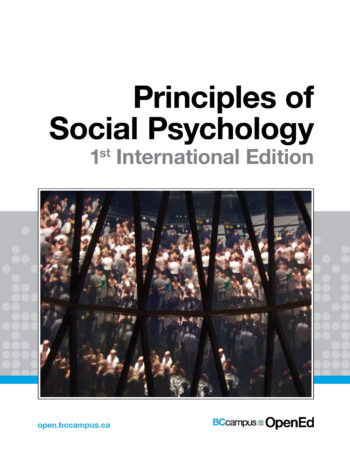 Principles of
Social Psychology
1st International Edition
open.bccampus.ca
BCcampus OpenEd